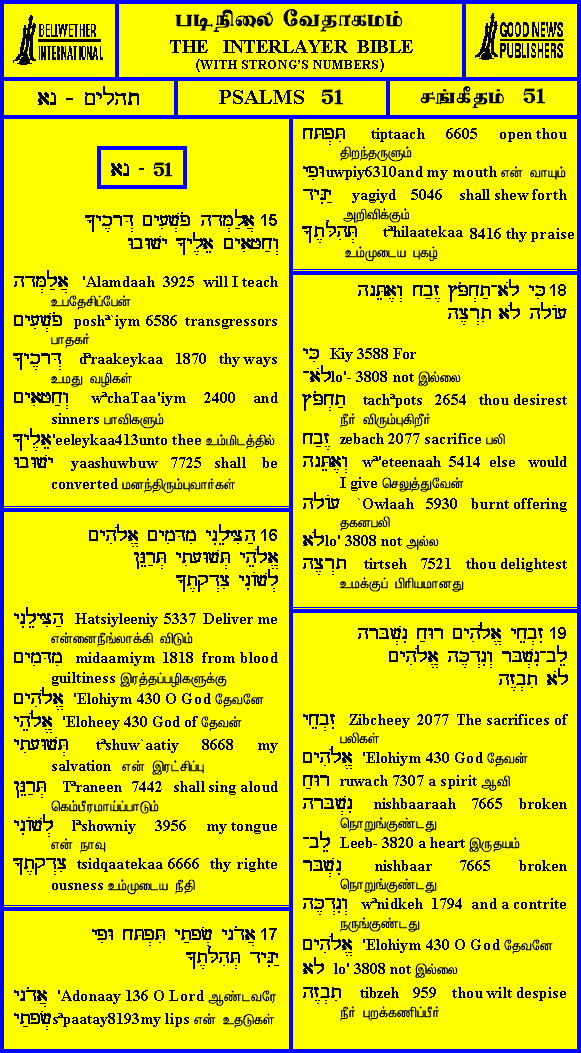 BELLWETHER
INTERNATIONAL
படிநிலை வேதாகமம்
THE INTERLAYER BIBLE
(WITH STRONG'S NUMBERS)
GOOD NEWS
PUBLISHERS
תהלים - נא
PSALMS 51
சங்கீதம் 51
נא - 51
15 אֲלַמְּדָה פֹשְׁעִים דְּרָכֶיךָ
וְחַטָּאִים אֵלֶיךָ יָשׁוּבוּ
אֲלַמְּדָה 'Alamdaah 3925 will I teach
உபதேசிப்பேன்
פֹשְׁעִים posha`iym 6586 transgressors
பாதகர்
דְּרָכֶיךָ daraakeykaa 1870 thy ways
உமது வழிகள்
וְחַטָּאִים wachaTaa'iym 2400 and
sinners பாவிகளும்
אֵלֶיךָ 'eeleykaa413unto thee உம்மிடத்தில்
יָשׁוּבוּ yaashuwbuw 7725 shall be
converted மனந்திரும்புவார்கள்
16 הַצִּילֵנִי מִדָּמִים אֱלֹהִים
אֱלֹהֵי תְּשׁוּעָתִי תְּרַנֵּן
לְשׁוֹנִי צִדְקָתֶךָ
הַצִּילֵנִי Hatsiyleeniy 5337 Deliver me
என்னைநீங்லாக்கி விடும்
מִדָּמִים midaamiym 1818 from blood
guiltiness இரத்தப்பழிகளுக்கு
אֱלֹהִים 'Elohiym 430 O God தேவனே
אֱלֹהֵי 'Eloheey 430 God of தேவன்
תְּשׁוּעָתִי tashuw`aatiy 8668 my
salvation என் இரட்சிப்பு
תְּרַנֵּן Taraneen 7442 shall sing aloud
கெம்பீரமாய்ப்பாடும்
לְשׁוֹנִי lashowniy 3956 my tongue
என் நாவு
צִדְקָתֶךָ tsidqaatekaa 6666 thy righte
ousness உம்முடைய நீதி
17 אֲדֹנָי שְׂפָתַי תִּפְתָּח וּפִי
יַגִּיד תְּהִלָּתֶךָ
אֲדֹנָי 'Adonaay 136 O Lord ஆண்டவரே
שְׂפָתַי sapaatay8193my lips என் உதடுகள்
תִּפְתָּח tiptaach 6605 open thou
திறந்தருளும்
וּפִי uwpiy6310and my mouth என் வாயும்
יַגִּיד yagiyd 5046 shall shew forth
அறிவிக்கும்
תְּהִלָּתֶךָ tahilaatekaa 8416 thy praise
உம்முடைய புகழ்
18 כִּי לֹא־תַחְפֹּץ זֶבַח וְאֶתֵּנָה
עוֹלָה לֹא תִרְצֶה
כִּי Kiy 3588 For
לֹא־ lo'- 3808 not இல்லை
תַחְפֹּץ tachapots 2654 thou desirest
நீர் விரும்புகிறீர்
זֶבַח zebach 2077 sacrifice பலி
וְאֶתֵּנָה wa'eteenaah 5414 else would
I give செலுத்துவேன்
עוֹלָה `Owlaah 5930 burnt offering
தகனபலி
לֹא lo' 3808 not அல்ல
תִרְצֶה tirtseh 7521 thou delightest
உமக்குப் பிரியமானது
19 זִבְחֵי אֱלֹהִים רוּחַ נִשְׁבָּרָה
לֵב־נִשְׁבָּר וְנִדְכֶּה אֱלֹהִים
לֹא תִבְזֶה
זִבְחֵי Zibcheey 2077 The sacrifices of
பலிகள்
אֱלֹהִים 'Elohiym 430 God தேவன்
רוּחַ ruwach 7307 a spirit ஆவி
נִשְׁבָּרָה nishbaaraah 7665 broken
நொறுங்குண்டது
לֵב־ Leeb- 3820 a heart இருதயம்
נִשְׁבָּר nishbaar 7665 broken
நொறுங்குண்டது
וְנִדְכֶּה wanidkeh 1794 and a contrite
நருங்குண்டது
אֱלֹהִים 'Elohiym 430 O God தேவனே
לֹא lo' 3808 not இல்லை
תִבְזֶה tibzeh 959 thou wilt despise
நீர் புறக்கணிப்பீர்